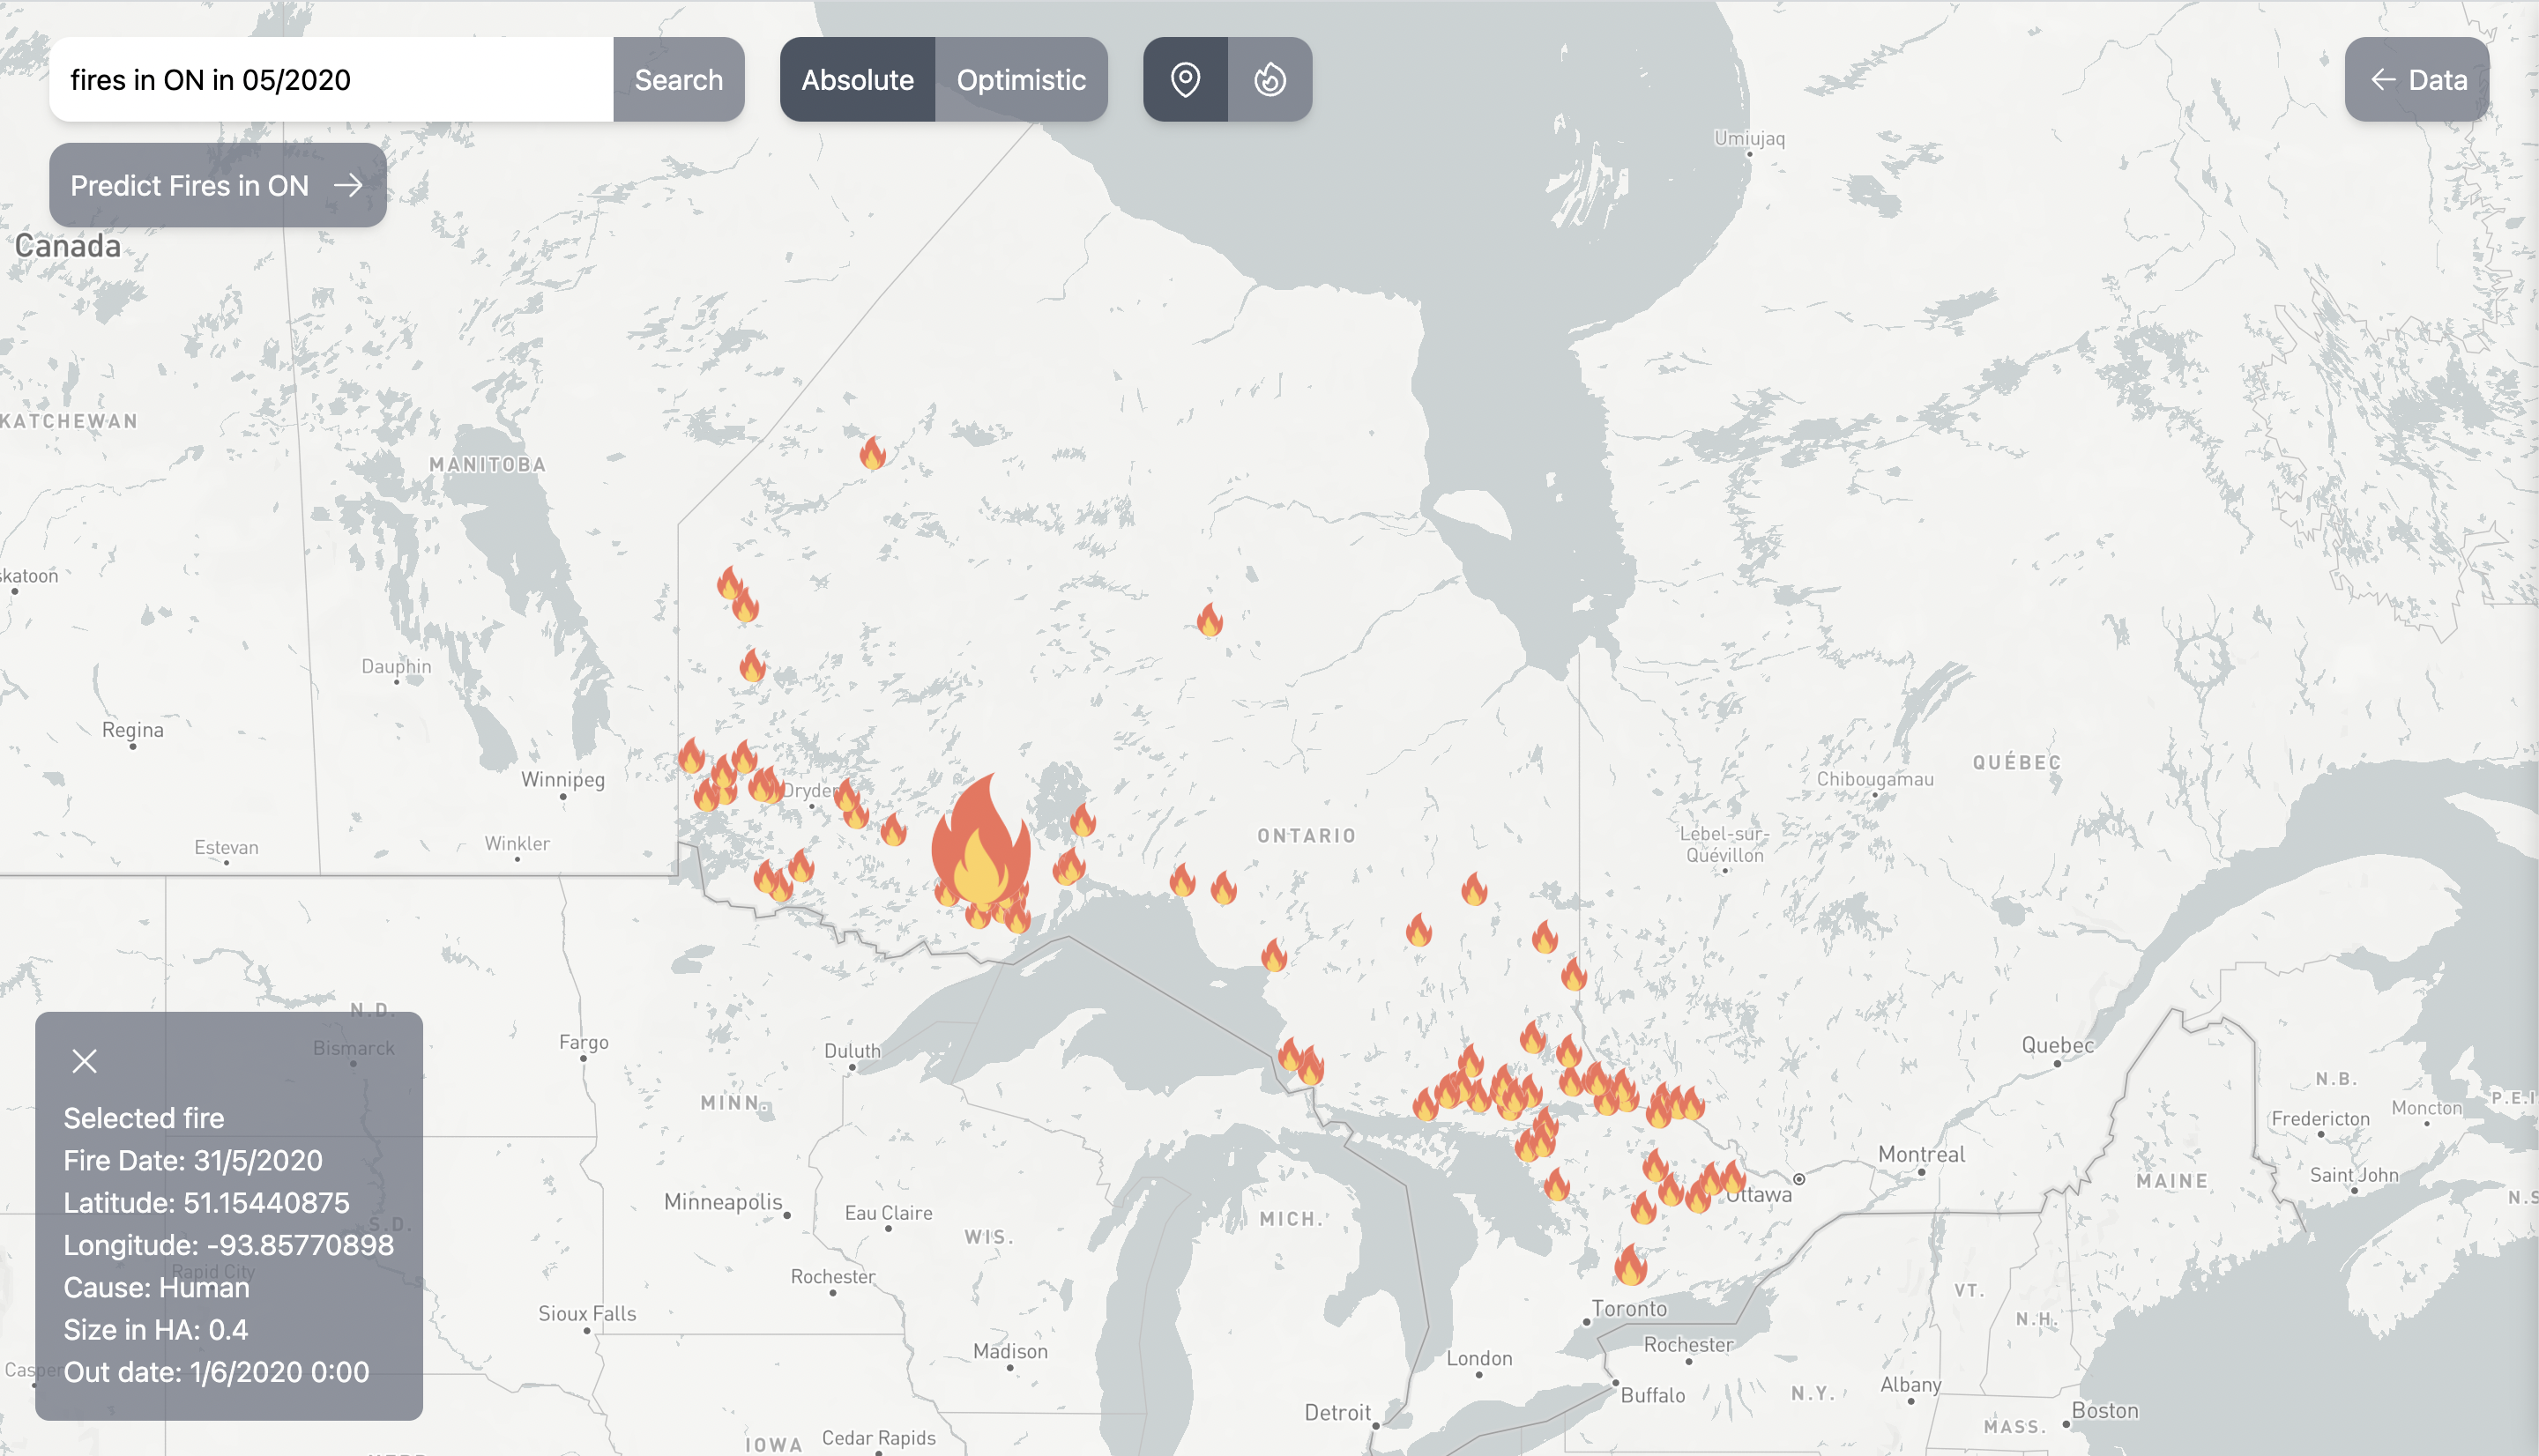 fires in ON in 05/2020
Search
Absolute
Optimistic
Data
Predict Fires in ON
Canada
Umiujaq
KATCHEWAN
MANITOBA
skatoon
Dauphin
Regina
Winnipeg
Dryden
Estevan
Winkler
ONTARIO
Chibougamau
QUÉBEC
Lebel-sur-
Quévillon
N.D.
Bismarck
Fargo
Duluth
Quebec
MINN.
N.B.
P.E.I
Fredericton
Moncton
Montreal
Saint John
MAINE
N.S
Ottawa
Minneapolis
Eau Claire
WIS.
MICH.
S.D.
Rapid City
Rochester
Sioux Falls
Toronto
VT.
N.H.
Rochester
Madison
London
Casper
Buffalo
N.Y.
Albany
Detroit
Boston
MASS.
IOWA
Cedar Rapids
Selected fire
Fire Date: 31/5/2020
Latitude: 51.15440875
Longitude: -93.85770898
Cause: Human
Size in HA: 0.4
Out date: 1/6/2020 0:00